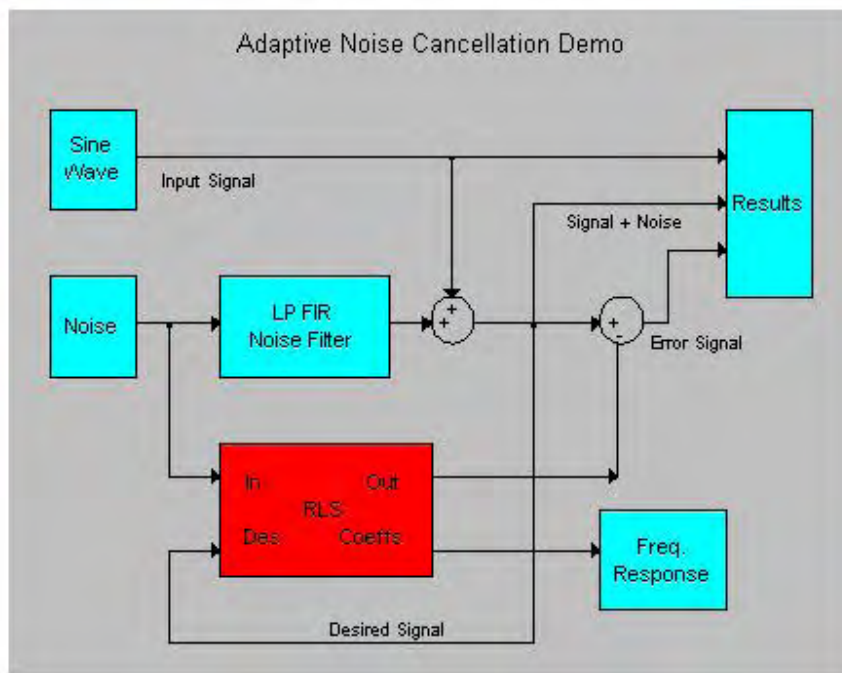 Adaptive Noise Cancellation Demo
Sine
Wave
Input Signal
Signal + Noise
Results
Noise
LP FIR
Noise Filter
+
+
+
-
Error Signal
In
Out
RLS
Des
Coeffs
Freq.
Response
Desired Signal